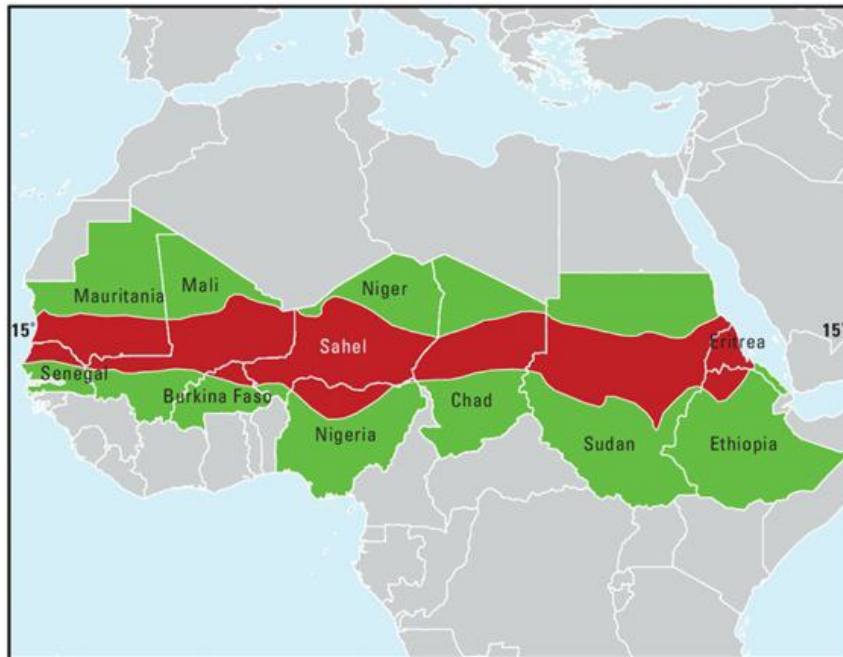 Mali
Mauritania
Niger
15°
15°
Sahel
Eritrea
Senegal
Burkina Faso
Chad
Nigeria
Sudan
Ethiopia